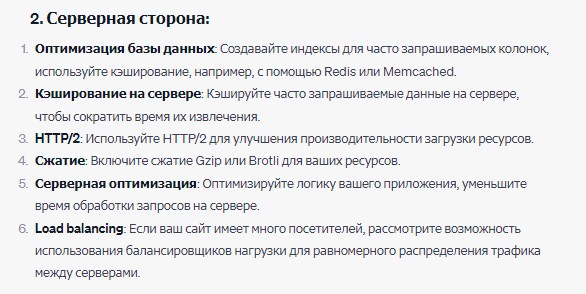 2. Серверная сторона:
1. Оптимизация базы данных: Создавайте индексы для часто запрашиваемых колонок,
используйте кэширование, например, с помощью Redis или Memcached.
2. Кэширование на сервере: Кэшируйте часто запрашиваемые данные на сервере,
чтобы сократить время их извлечения.
3. HTTP/2: Используйте HTTP/2 для улучшения производительности загрузки ресурсов.
4. Сжатие: Включите сжатие Gzip или Brotli для ваших ресурсов.
5. Серверная оптимизация: Оптимизируйте логику вашего приложения, уменьшите
время обработки запросов на сервере.
6. Load balancing: Если ваш сайт имеет много посетителей, рассмотрите возможность
использования балансировщиков нагрузки для равномерного распределения трафика
между серверами.